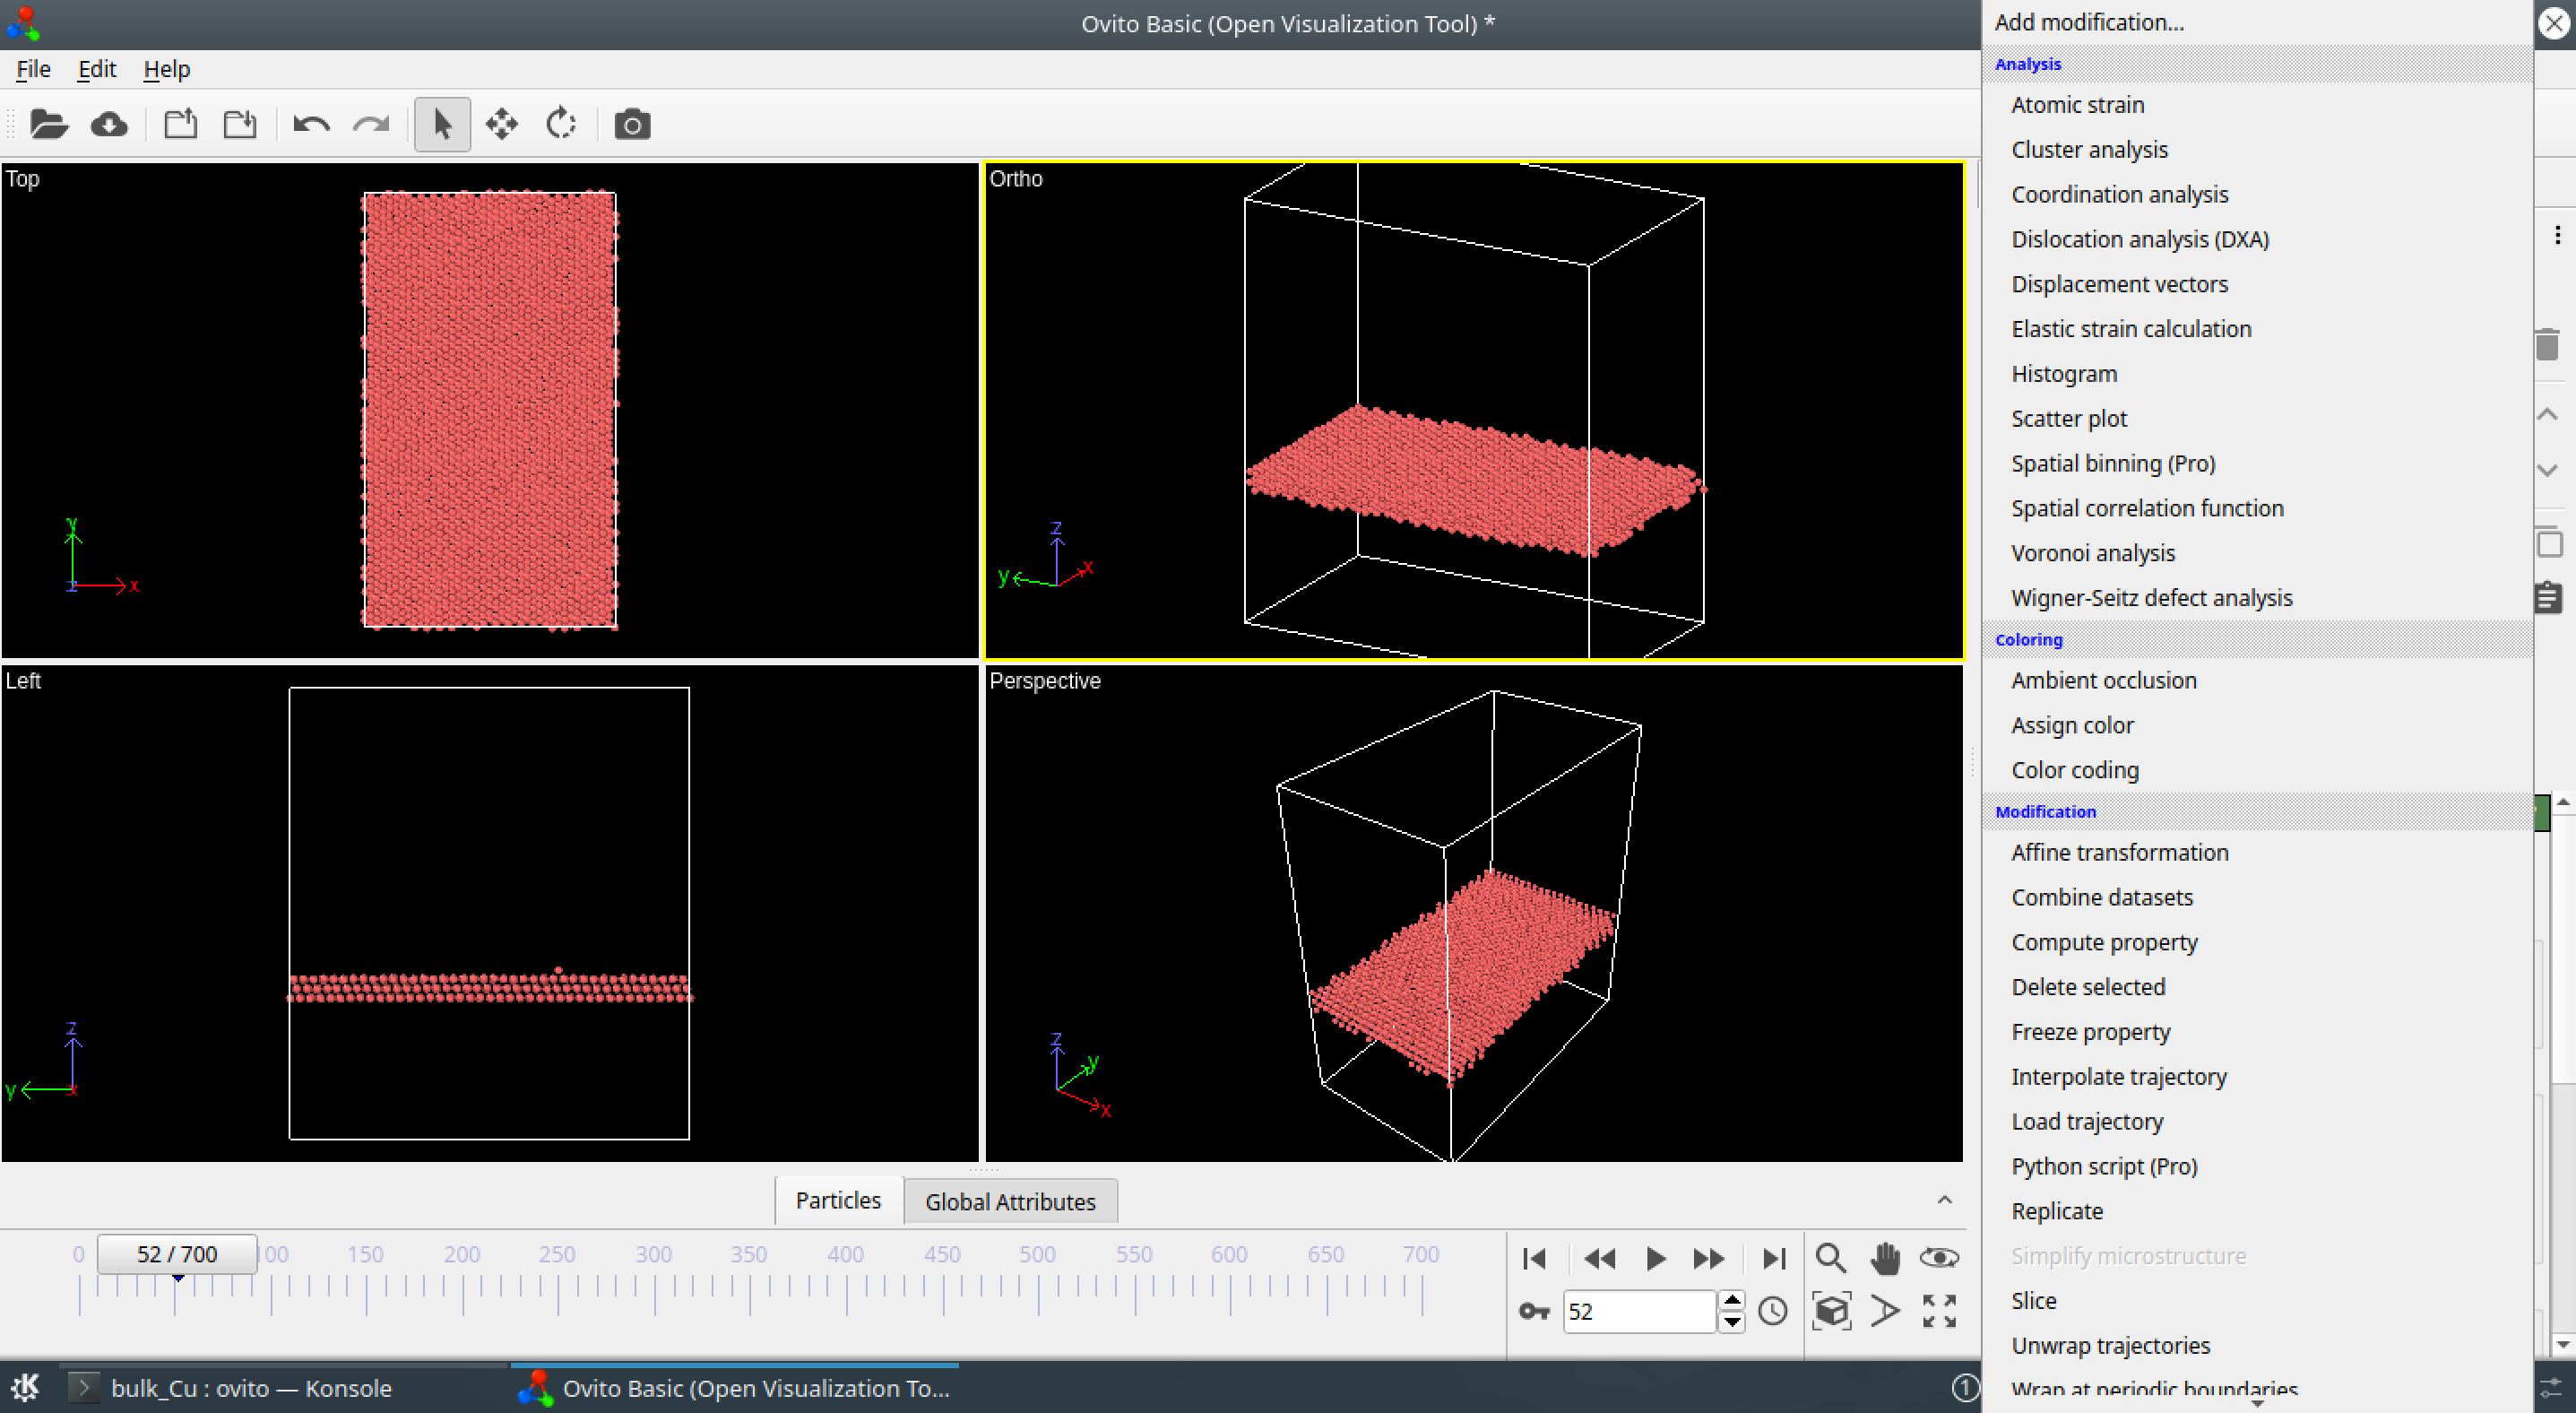 Ovito Basic (Open Visualization Tool) *
File Edit Help
Top
y
x
z
Ortho
z
y
x
Left
z
y
x
Perspective
z
y
x
Particles
Global Attributes
0 52 / 700 100 150 200 250 300 350 400 450 500 550 600 650 700
52
bulk_Cu : ovito — Konsole
Ovito Basic (Open Visualization To...
1
Add modification...
Analysis
Atomic strain
Cluster analysis
Coordination analysis
Dislocation analysis (DXA)
Displacement vectors
Elastic strain calculation
Histogram
Scatter plot
Spatial binning (Pro)
Spatial correlation function
Voronoi analysis
Wigner-Seitz defect analysis
Coloring
Ambient occlusion
Assign color
Color coding
Modification
Affine transformation
Combine datasets
Compute property
Delete selected
Freeze property
Interpolate trajectory
Load trajectory
Python script (Pro)
Replicate
Simplify microstructure
Slice
Unwrap trajectories
Wrap at periodic boundaries